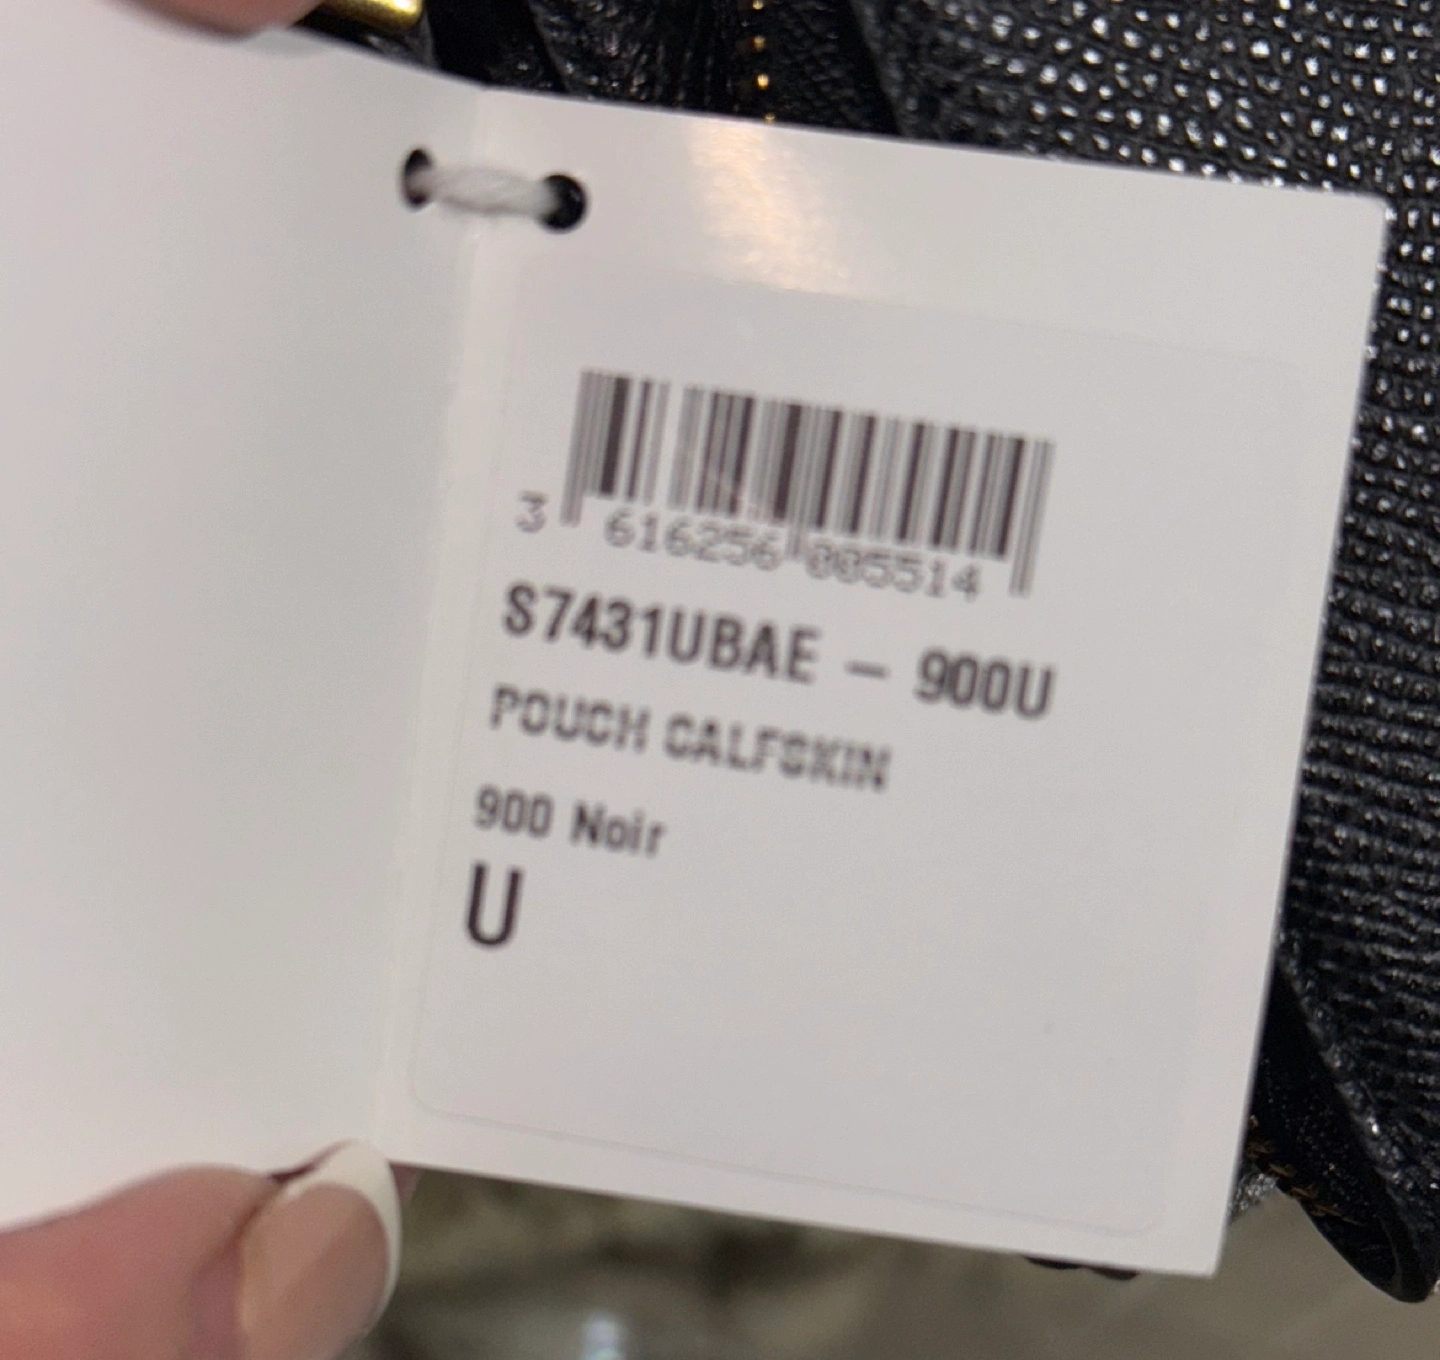 3 616256 005514
S7431UBAE – 900U
POUCH CALFSKIN
900 Noir
U